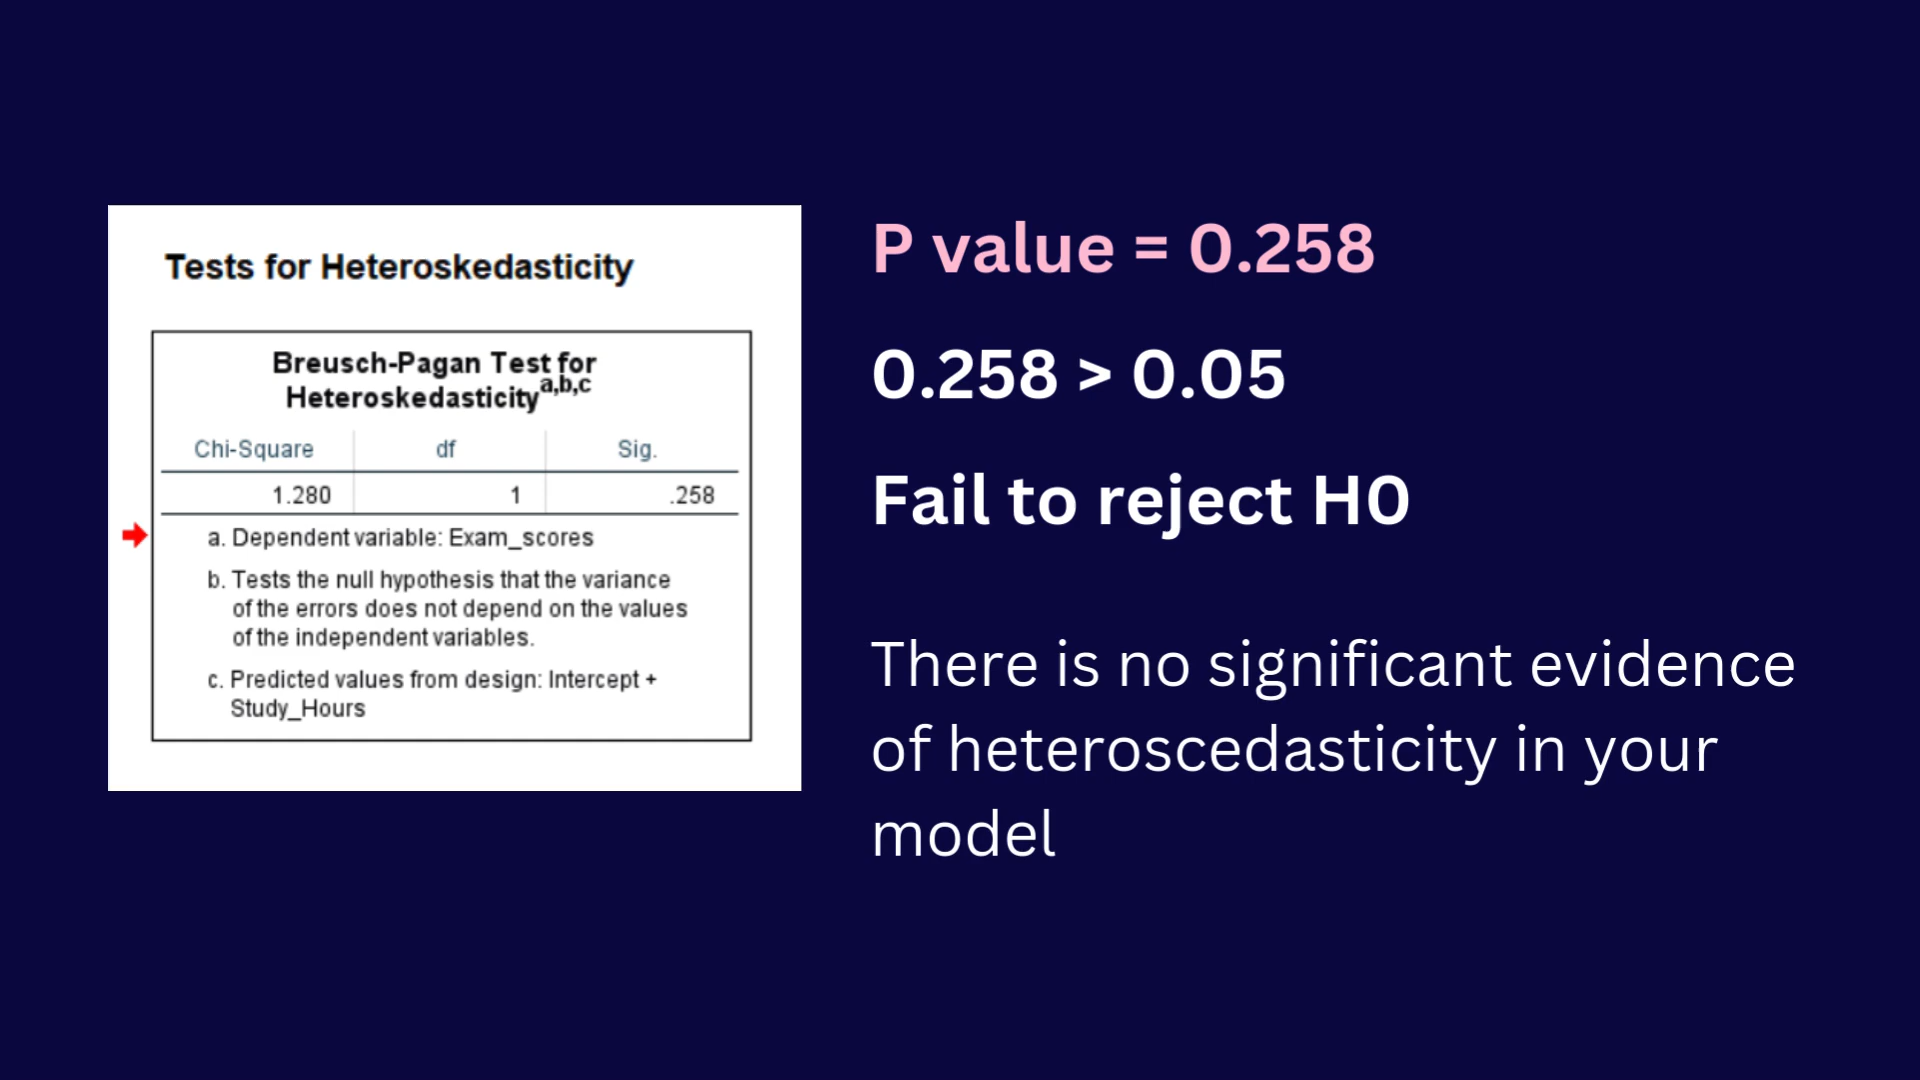 Tests for Heteroskedasticity
Breusch-Pagan Test for
Heteroskedasticity a,b,c
Chi-Square df Sig.
1.280 1 .258
a. Dependent variable: Exam_scores
b. Tests the null hypothesis that the variance
of the errors does not depend on the values
of the independent variables.
c. Predicted values from design: Intercept +
Study_Hours
P value = 0.258
0.258 > 0.05
Fail to reject H0
There is no significant evidence
of heteroscedasticity in your
model